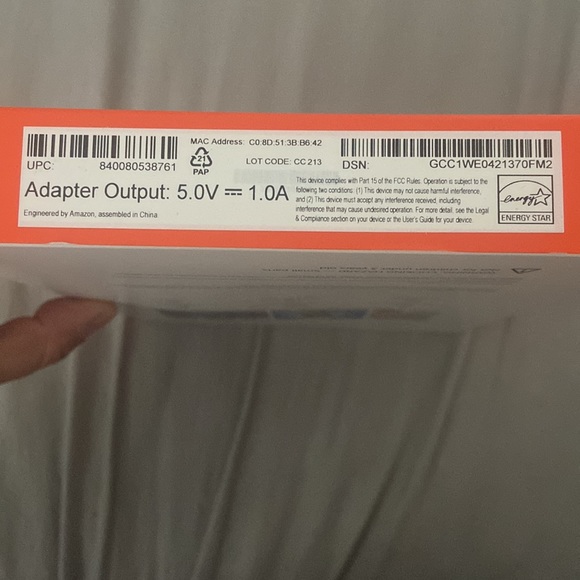 MAC Address: C0:8D:51:3B:B6:42
UPC: 840080538761
21
PAP
LOT CODE: CC 213
DSN: GCC1WE0421370FM2
Adapter Output: 5.0V ⎓ 1.0A
Engineered by Amazon, assembled in China
This device complies with Part 15 of the FCC Rules. Operation is subject to the
following two conditions: (1) This device may not cause harmful interference,
and (2) This device must accept any interference received, including
interference that may cause undesired operation. For more detail, see the Legal
& Compliance section on your device or the User's Guide for your device.
energy
ENERGY STAR